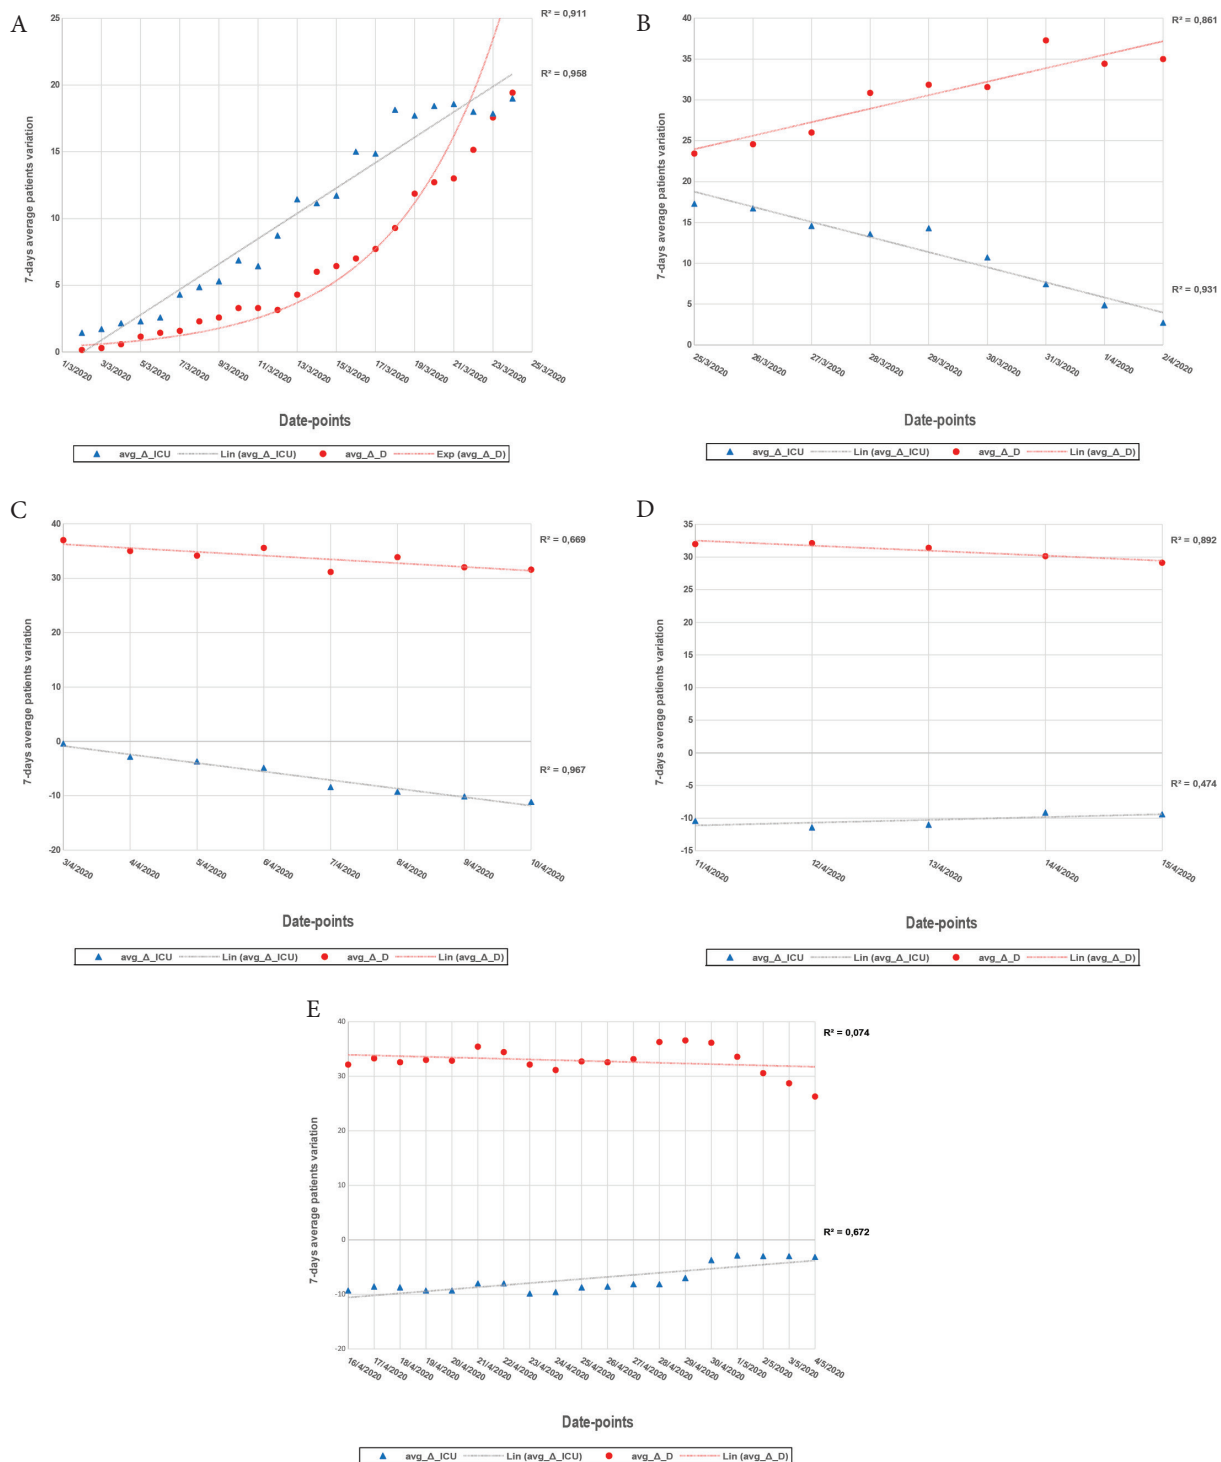 A
25
20
15
10
5
0
7-days average patients variation
R² = 0,911
R² = 0,958
1/3/2020 3/3/2020 5/3/2020 7/3/2020 9/3/2020 11/3/2020 13/3/2020 15/3/2020 17/3/2020 19/3/2020 21/3/2020 23/3/2020 25/3/2020
Date-points
avg_Δ_ICU Lin (avg_Δ_ICU) avg_Δ_D Exp (avg_Δ_D)
B
40
35
30
25
20
15
10
5
0
7-days average patients variation
R² = 0,861
R² = 0,931
25/3/2020 26/3/2020 27/3/2020 28/3/2020 29/3/2020 30/3/2020 31/3/2020 1/4/2020 2/4/2020
Date-points
avg_Δ_ICU Lin (avg_Δ_ICU) avg_Δ_D Lin (avg_Δ_D)
C
40
30
20
10
0
-10
-20
7-days average patients variation
R² = 0,669
R² = 0,967
3/4/2020 4/4/2020 5/4/2020 6/4/2020 7/4/2020 8/4/2020 9/4/2020 10/4/2020
Date-points
avg_Δ_ICU Lin (avg_Δ_ICU) avg_Δ_D Lin (avg_Δ_D)
D
35
30
25
20
15
10
5
0
-5
-10
-15
7-days average patients variation
R² = 0,892
R² = 0,474
11/4/2020 12/4/2020 13/4/2020 14/4/2020 15/4/2020
Date-points
avg_Δ_ICU Lin (avg_Δ_ICU) avg_Δ_D Lin (avg_Δ_D)
E
40
30
20
10
0
-10
-20
7-days average patients variation
R² = 0,074
R² = 0,672
16/4/2020 17/4/2020 18/4/2020 19/4/2020 20/4/2020 21/4/2020 22/4/2020 23/4/2020 24/4/2020 25/4/2020 26/4/2020 27/4/2020 28/4/2020 29/4/2020 30/4/2020 1/5/2020 2/5/2020 3/5/2020 4/5/2020
Date-points
avg_Δ_ICU Lin (avg_Δ_ICU) avg_Δ_D Lin (avg_Δ_D)